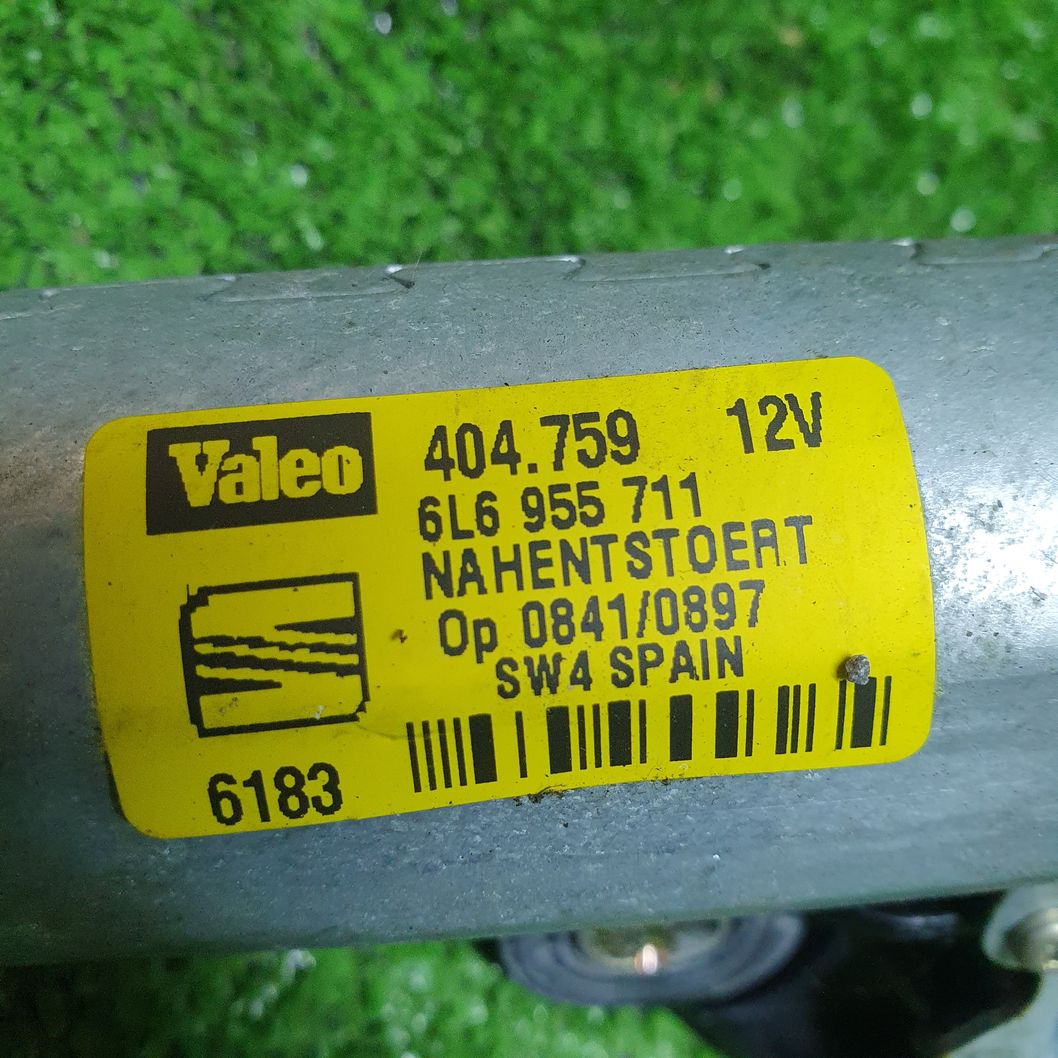 Valeo
404.759 12V
6L6 955 711
NAHENTSTOERT
Op 0841/0897
SW4 SPAIN
6183